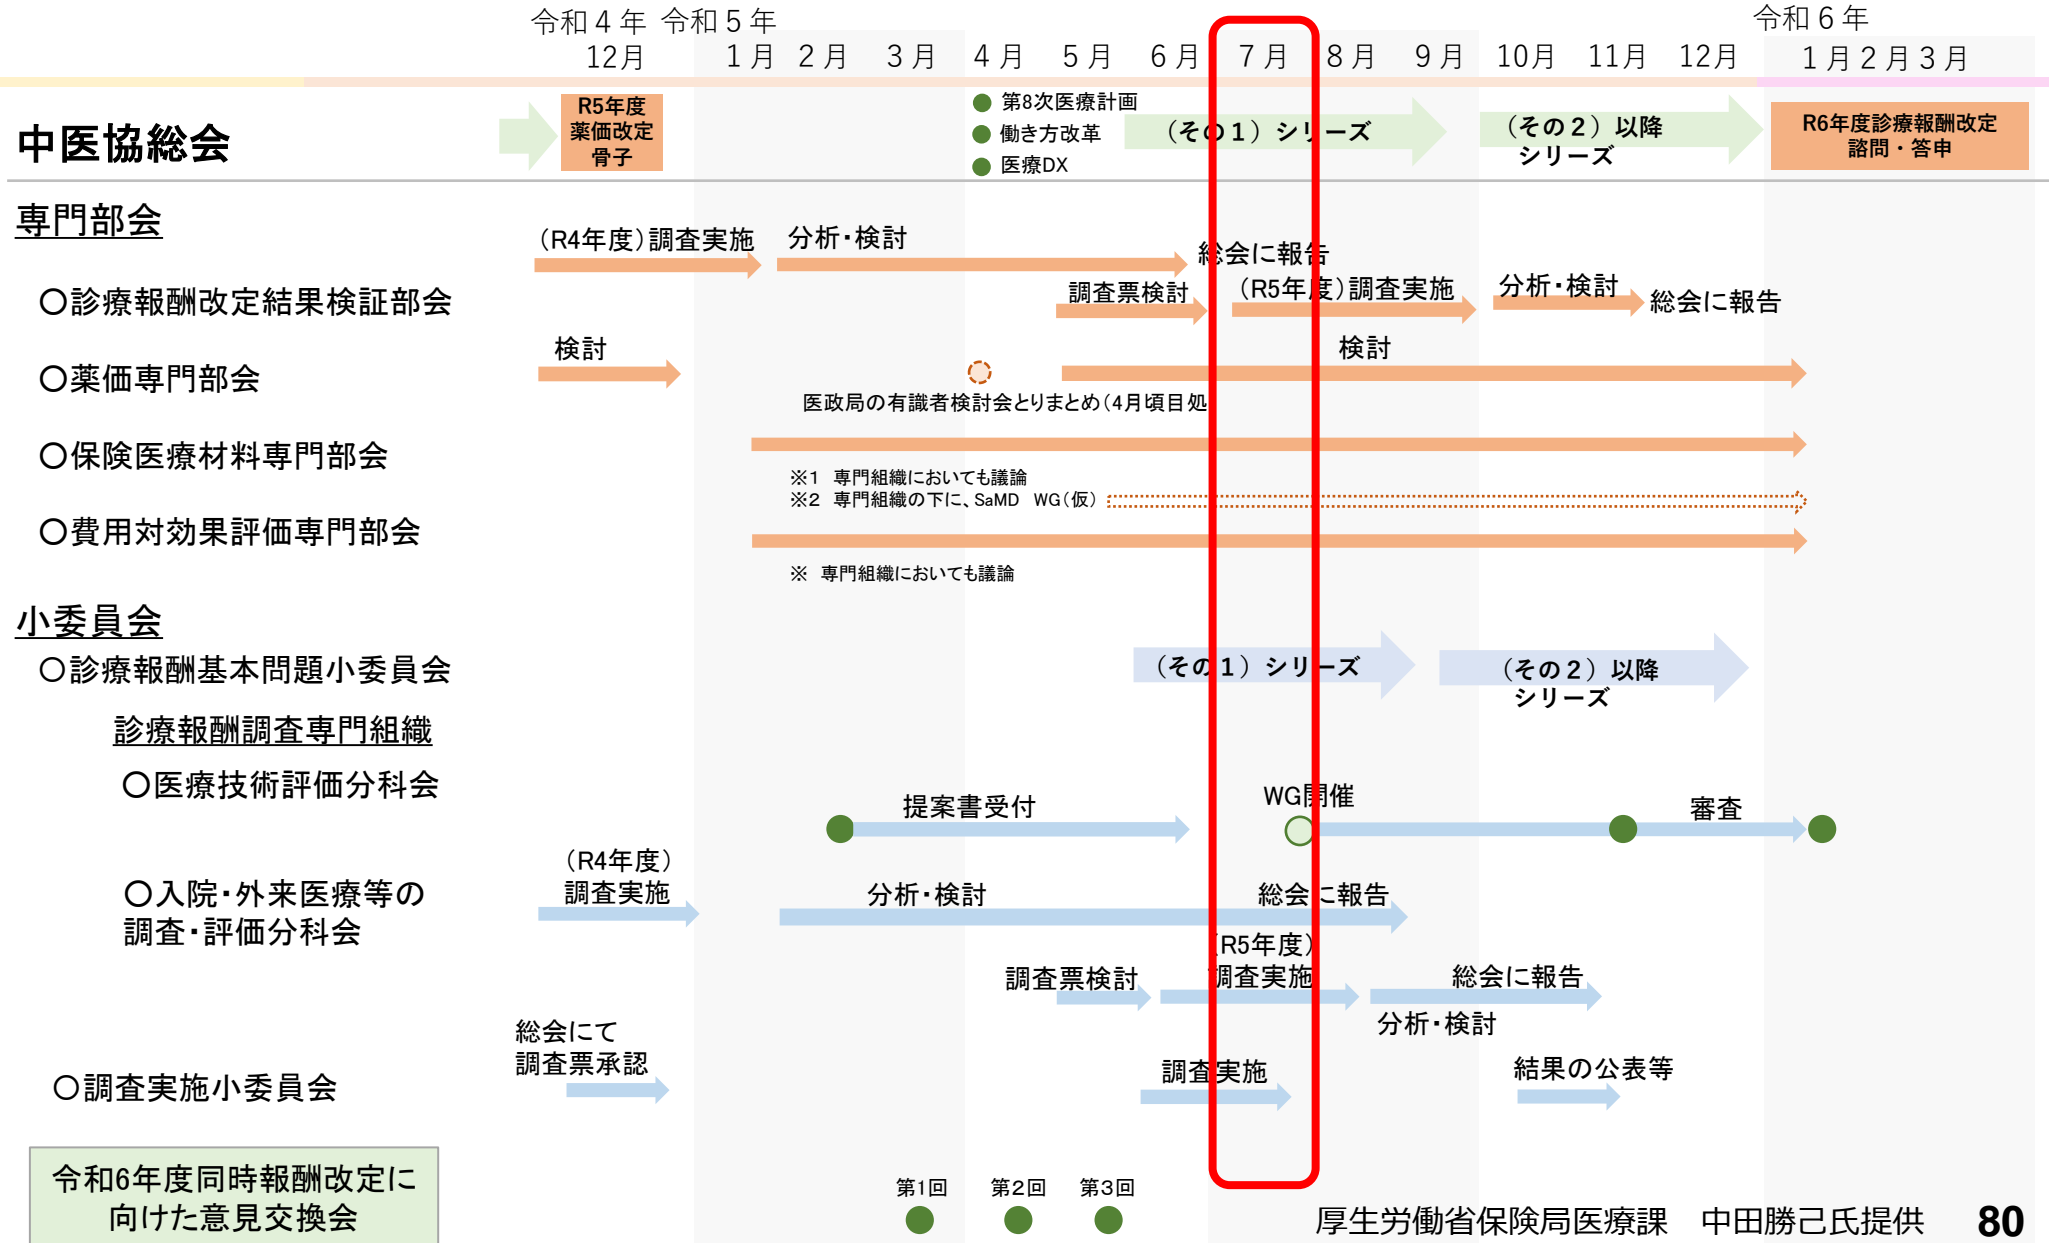 令和４年 令和５年 令和６年
12月 １月 ２月 ３月 ４月 ５月 ６月 ７月 ８月 ９月 10月 11月 12月 １月２月３月
中医協総会
R5年度
薬価改定
骨子
第8次医療計画
働き方改革
医療DX
（その１）シリーズ
（その２）以降
シリーズ
R6年度診療報酬改定
諮問・答申
専門部会
（R4年度）調査実施 分析・検討 総会に報告
〇診療報酬改定結果検証部会
調査票検討 （R5年度）調査実施 分析・検討 総会に報告
〇薬価専門部会
検討 検討
医政局の有識者検討会とりまとめ（4月頃目処
〇保険医療材料専門部会
※1　専門組織においても議論
※2　専門組織の下に、SaMD　WG（仮）
〇費用対効果評価専門部会
※　専門組織においても議論
小委員会
〇診療報酬基本問題小委員会
（その１）シリーズ
（その２）以降
シリーズ
診療報酬調査専門組織
〇医療技術評価分科会
提案書受付 WG開催 審査
〇入院・外来医療等の
調査・評価分科会
（R4年度）
調査実施
分析・検討 総会に報告
調査票検討
（R5年度）
調査実施
総会に報告
分析・検討
〇調査実施小委員会
総会にて
調査票承認
調査実施 結果の公表等
令和6年度同時報酬改定に
向けた意見交換会
第1回 第2回 第3回
厚生労働省保険局医療課　中田勝己氏提供 80